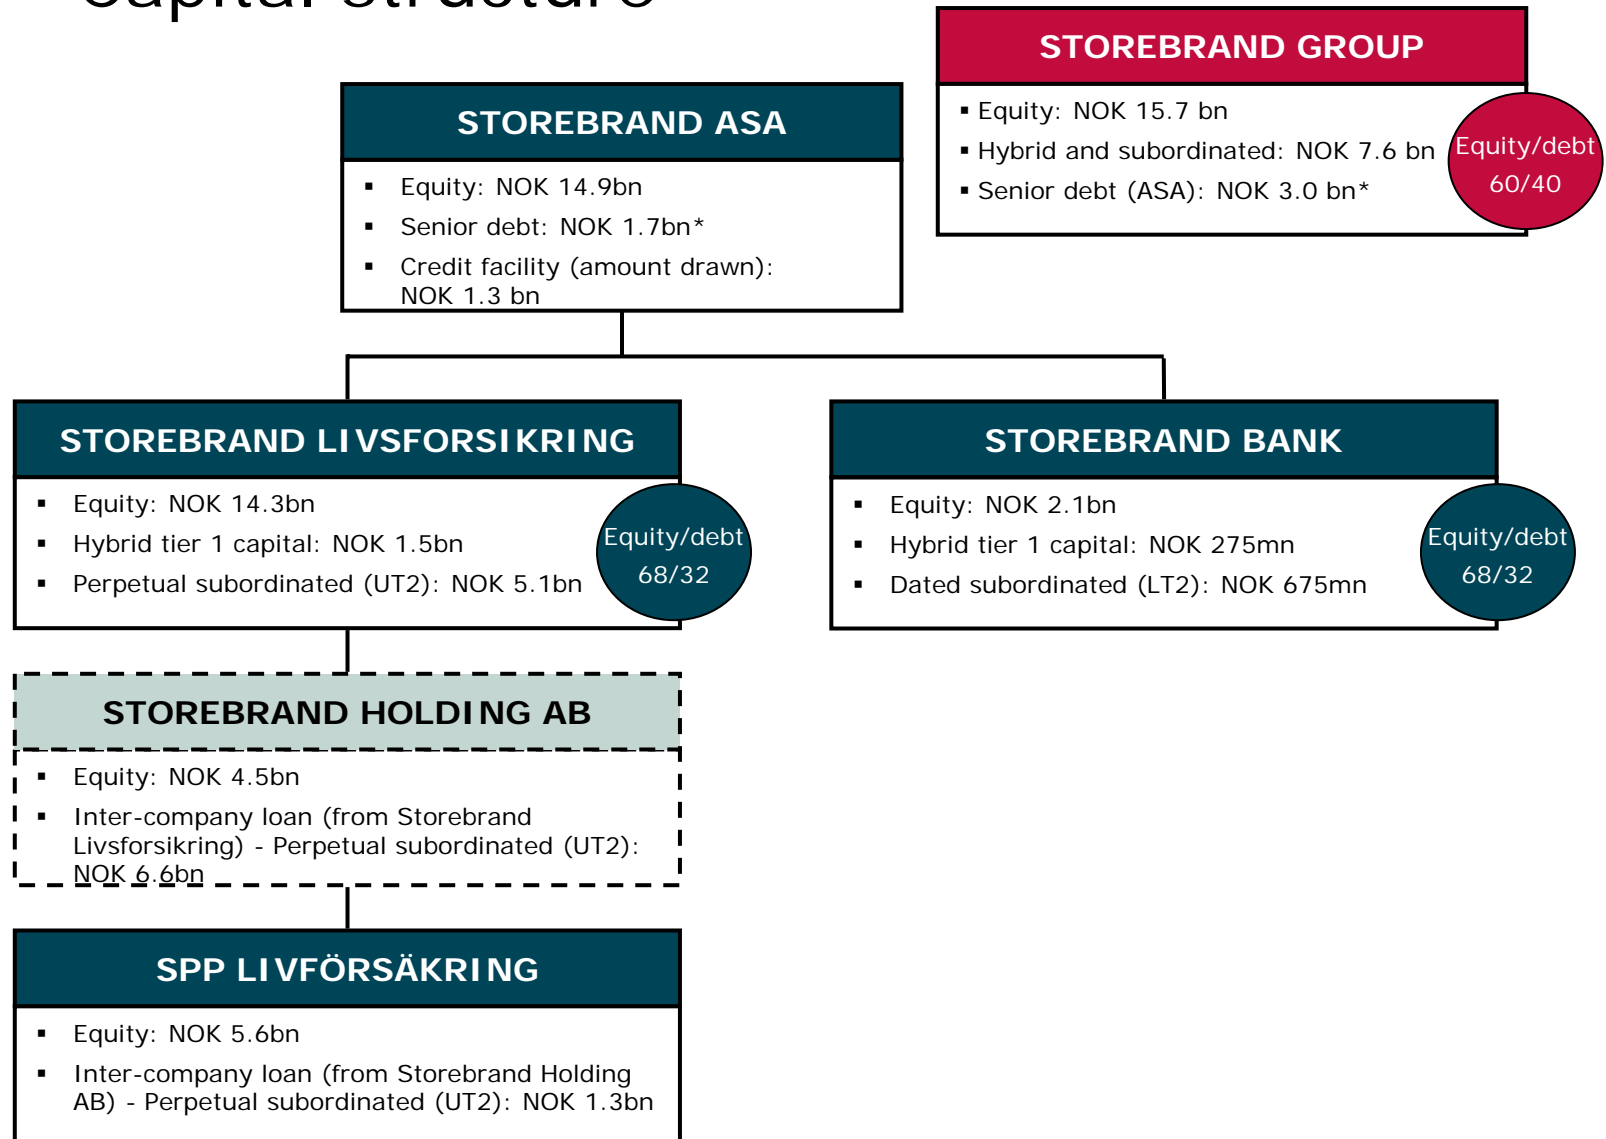 capital structure
STOREBRAND GROUP
▪ Equity: NOK 15.7 bn
▪ Hybrid and subordinated: NOK 7.6 bn
▪ Senior debt (ASA): NOK 3.0 bn*
Equity/debt
60/40
STOREBRAND ASA
▪ Equity: NOK 14.9bn
▪ Senior debt: NOK 1.7bn*
▪ Credit facility (amount drawn):
NOK 1.3 bn
STOREBRAND LIVSFORSIKRING
▪ Equity: NOK 14.3bn
▪ Hybrid tier 1 capital: NOK 1.5bn
▪ Perpetual subordinated (UT2): NOK 5.1bn
Equity/debt
68/32
STOREBRAND BANK
▪ Equity: NOK 2.1bn
▪ Hybrid tier 1 capital: NOK 275mn
▪ Dated subordinated (LT2): NOK 675mn
Equity/debt
68/32
STOREBRAND HOLDING AB
▪ Equity: NOK 4.5bn
▪ Inter-company loan (from Storebrand
Livsforsikring) - Perpetual subordinated (UT2):
NOK 6.6bn
SPP LIVFÖRSÄKRING
▪ Equity: NOK 5.6bn
▪ Inter-company loan (from Storebrand Holding
AB) - Perpetual subordinated (UT2): NOK 1.3bn